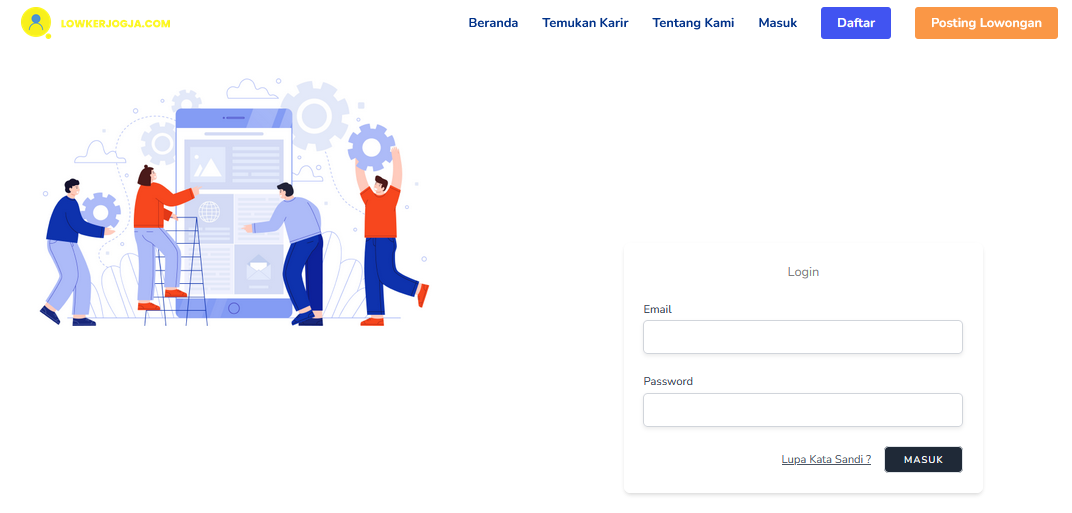 LOWKERJOGJA.COM
Beranda
Temukan Karir
Tentang Kami
Masuk
Daftar
Posting Lowongan
Login
Email
Password
Lupa Kata Sandi ?
MASUK